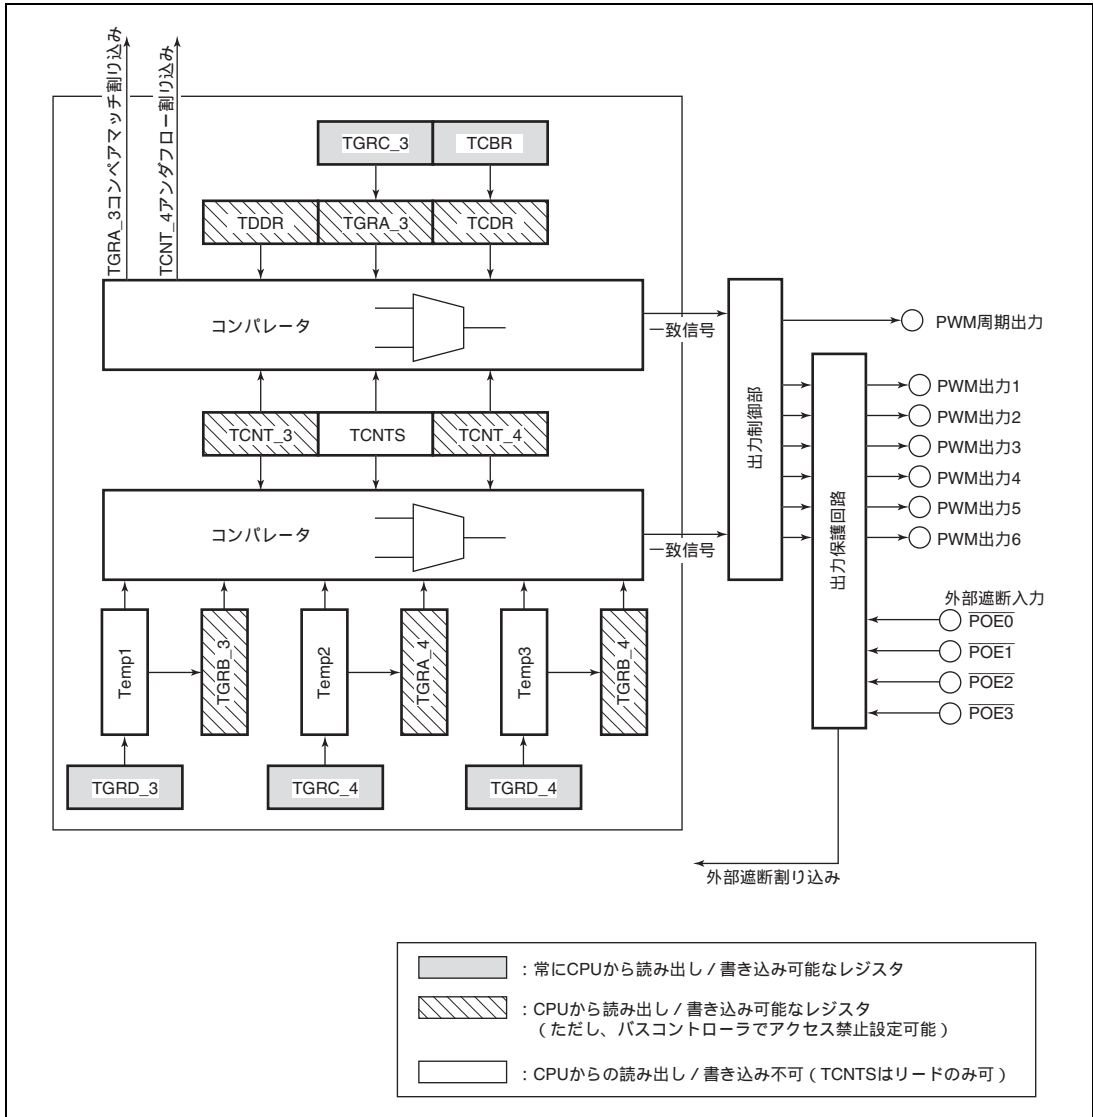 TGRA_3コンペアマッチ割り込み
TCNT_4アンダフロー割り込み
TGRC_3
TCBR
TDDR
TGRA_3
TCDR
コンパレータ
一致信号
PWM周期出力
出力制御部
出力保護回路
PWM出力1
PWM出力2
PWM出力3
PWM出力4
PWM出力5
PWM出力6
TCNT_3
TCNTS
TCNT_4
コンパレータ
一致信号
外部遮断入力
POE0
POE1
POE2
POE3
Temp1
TGRB_3
Temp2
TGRA_4
Temp3
TGRB_4
TGRD_3
TGRC_4
TGRD_4
外部遮断割り込み
：常にCPUから読み出し / 書き込み可能なレジスタ
：CPUから読み出し / 書き込み可能なレジスタ
（ただし、バスコントローラでアクセス禁止設定可能）
：CPUからの読み出し / 書き込み不可（TCNTSはリードのみ可）